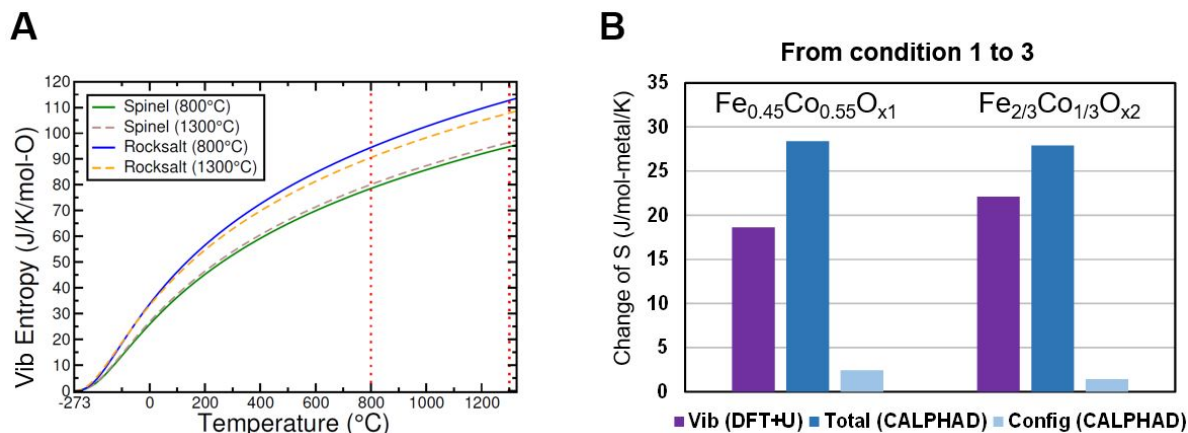 A
Vib Entropy (J/K/mol-O)
120
110
100
90
80
70
60
50
40
30
20
10
0
Spinel (800°C)
Spinel (1300°C)
Rocksalt (800°C)
Rocksalt (1300°C)
-273 0 200 400 600 800 1000 1200
Temperature (°C)
B
From condition 1 to 3
Change of S (J/mol-metal/K)
35
30
25
20
15
10
5
0
Fe0.45Co0.55Ox1 Fe2/3Co1/3Ox2
Vib (DFT+U) Total (CALPHAD) Config (CALPHAD)